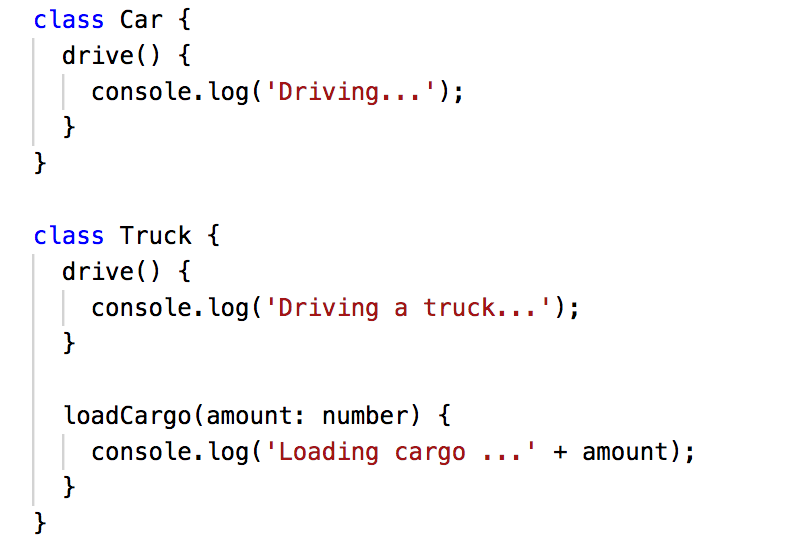 class Car {
  drive() {
    console.log('Driving...');
  }
}

class Truck {
  drive() {
    console.log('Driving a truck...');
  }

  loadCargo(amount: number) {
    console.log('Loading cargo ...' + amount);
  }
}